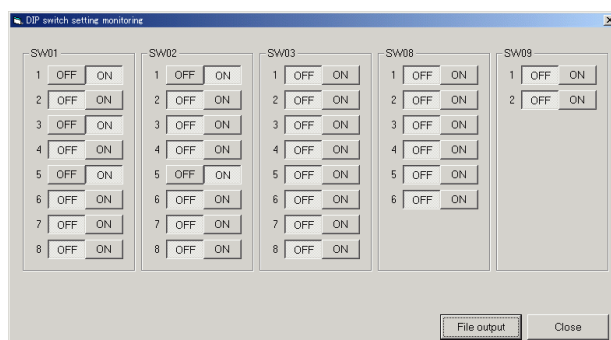 DIP switch setting monitoring
SW01 SW02 SW03 SW08 SW09
1 OFF ON 1 OFF ON 1 OFF ON 1 OFF ON 1 OFF ON
2 OFF ON 2 OFF ON 2 OFF ON 2 OFF ON 2 OFF ON
3 OFF ON 3 OFF ON 3 OFF ON 3 OFF ON
4 OFF ON 4 OFF ON 4 OFF ON 4 OFF ON
5 OFF ON 5 OFF ON 5 OFF ON 5 OFF ON
6 OFF ON 6 OFF ON 6 OFF ON 6 OFF ON
7 OFF ON 7 OFF ON 7 OFF ON
8 OFF ON 8 OFF ON 8 OFF ON
File output Close